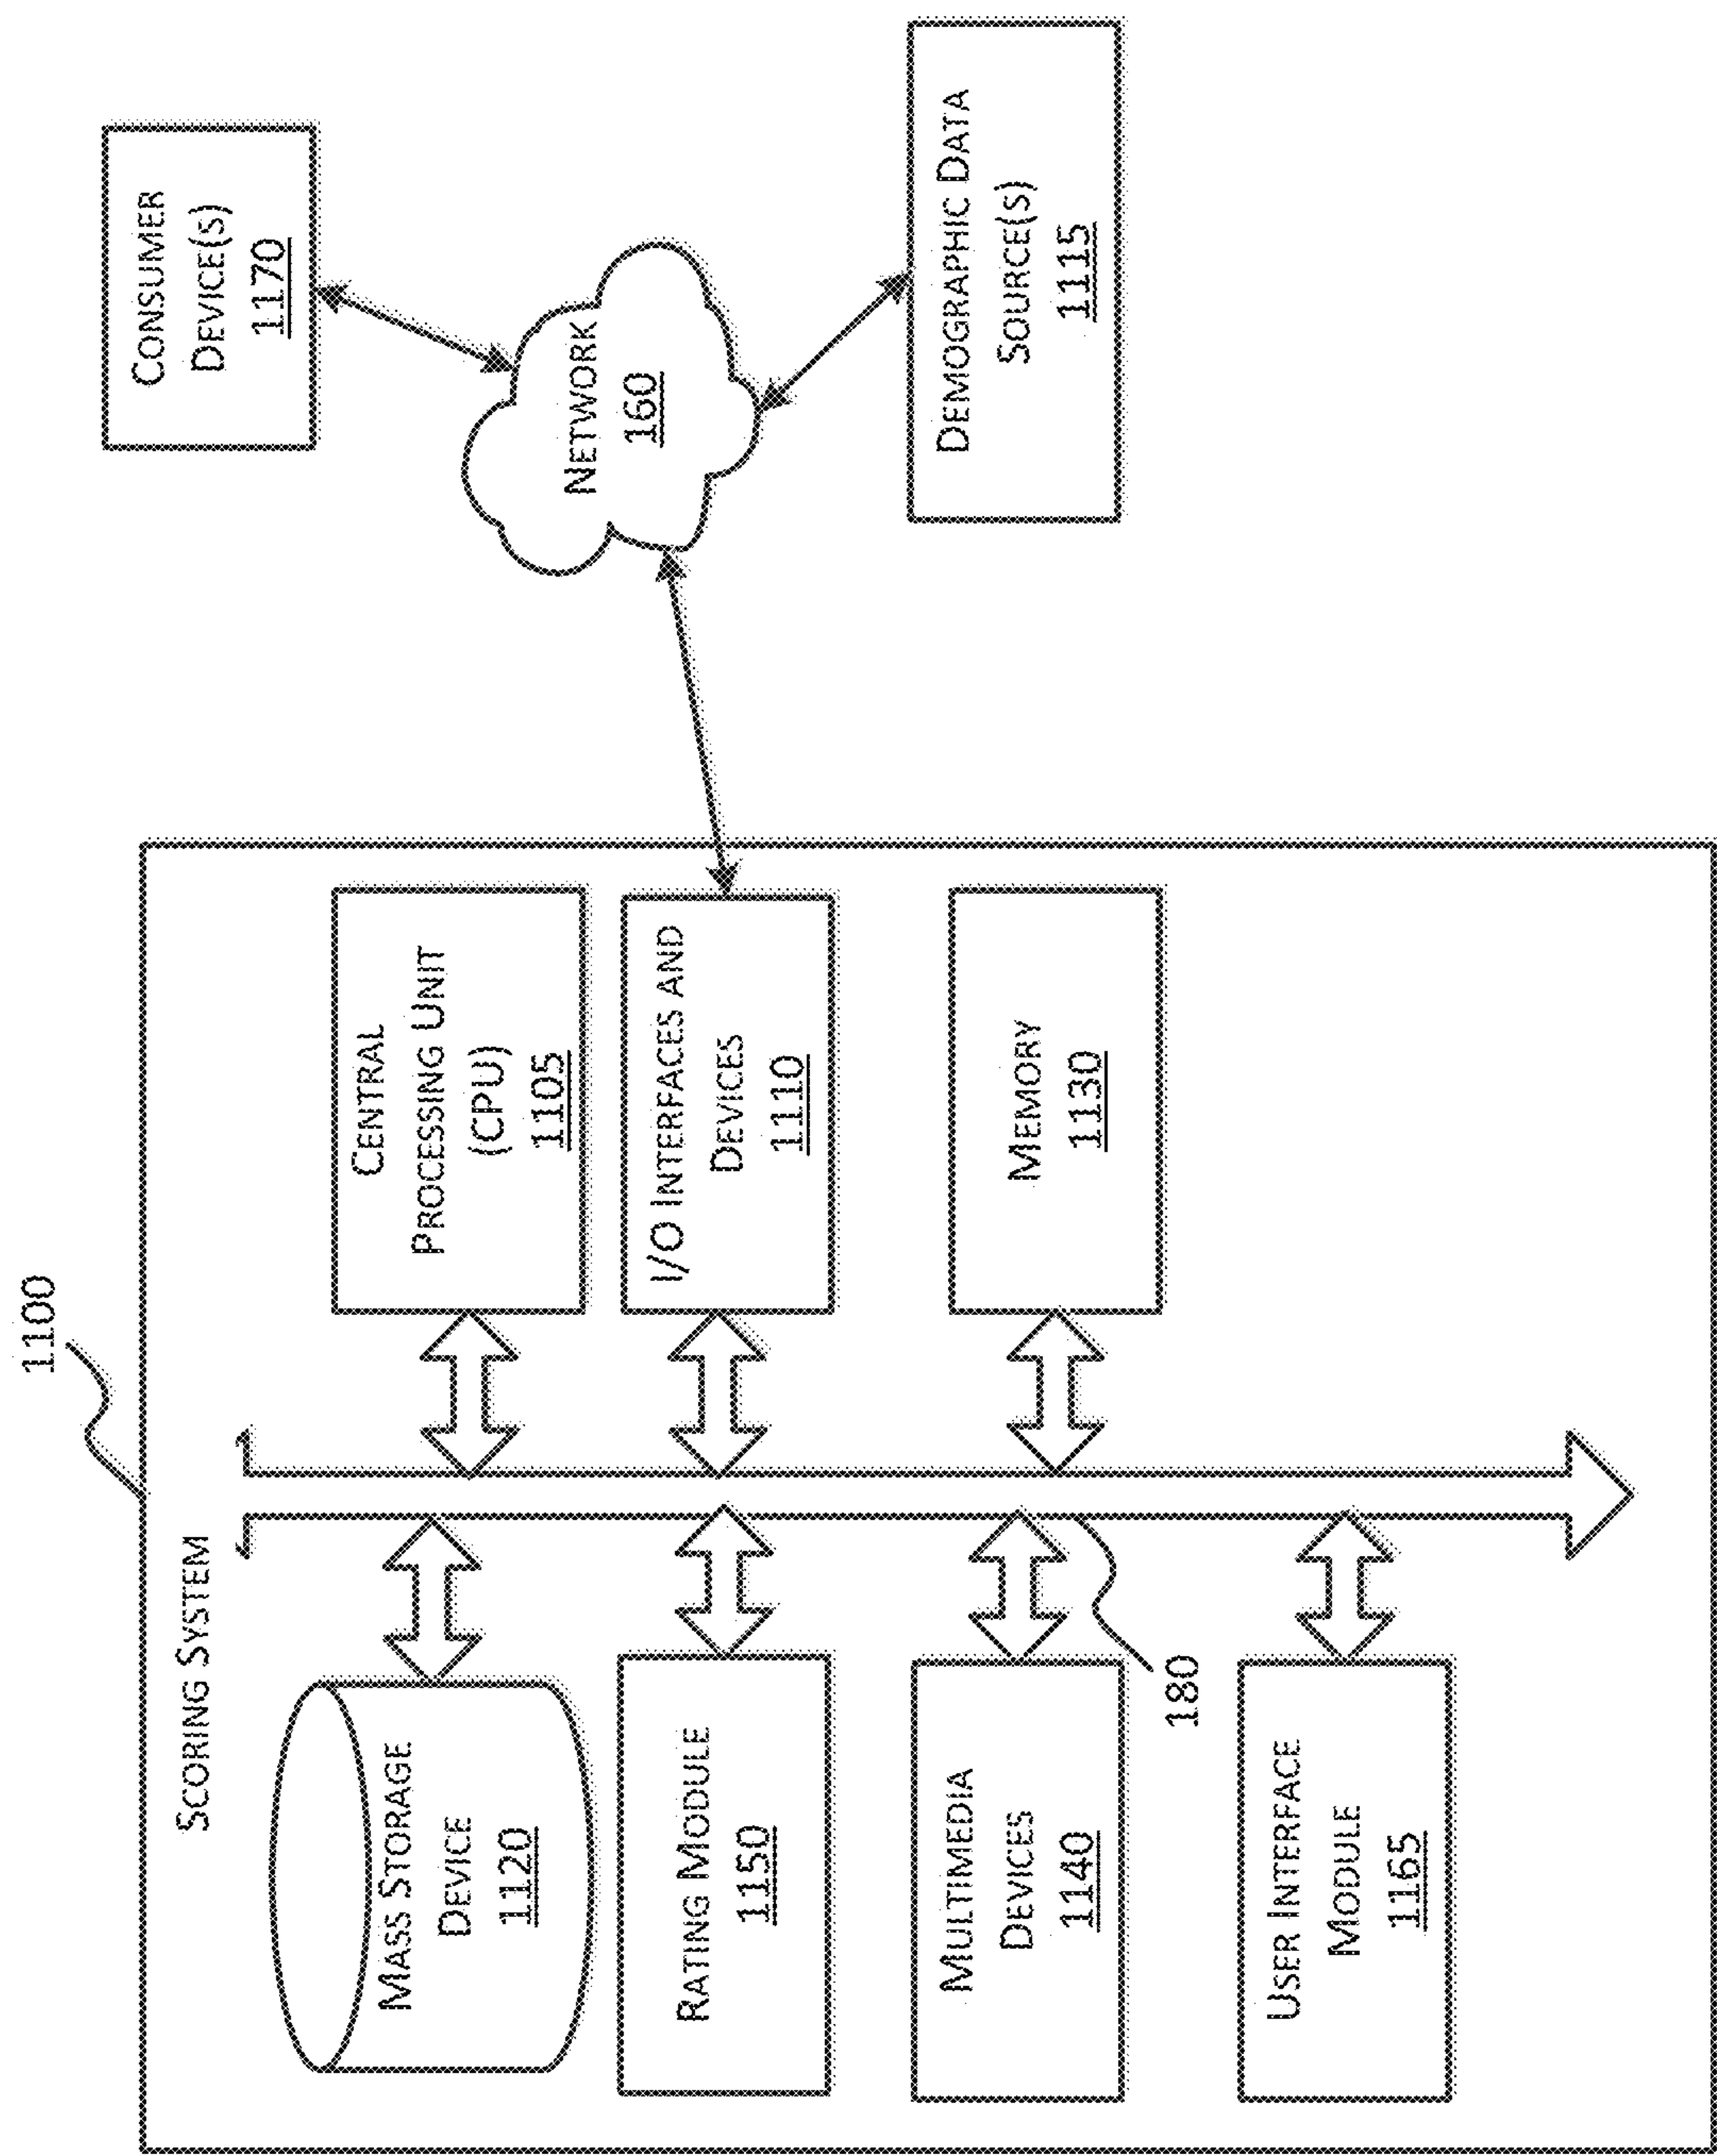 1100
SCORING SYSTEM
MASS STORAGE
DEVICE
1120
RATING MODULE
1150
MULTIMEDIA
DEVICES
1140
USER INTERFACE
MODULE
1165
180
CENTRAL
PROCESSING UNIT
(CPU)
1105
I/O INTERFACES AND
DEVICES
1110
MEMORY
1130
NETWORK
160
CONSUMER
DEVICE(S)
1170
DEMOGRAPHIC DATA
SOURCE(S)
1115